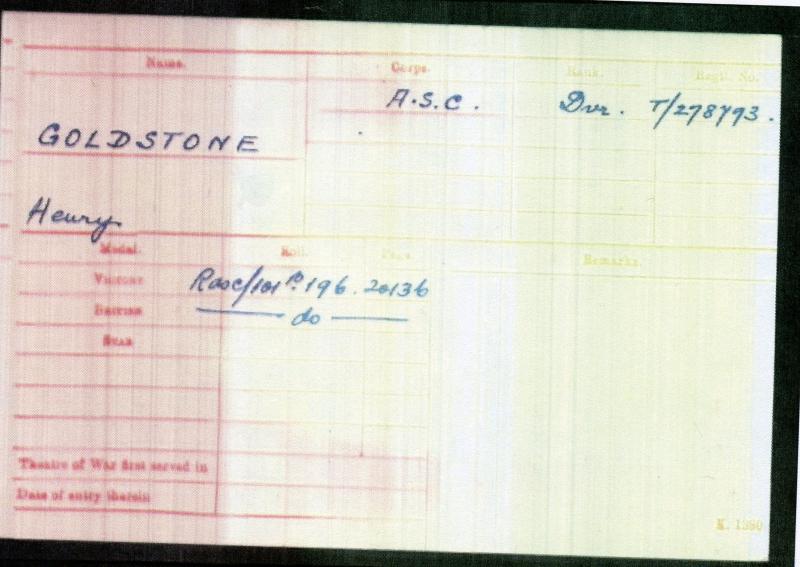 Name. Corps. Rank. Regtl. No.
A.S.C. Dvr. T/278793.
GOLDSTONE
Henry
Medal. Roll. Page. Remarks.
Victory RASC/101 B. 196. 20136
British do
Star
Theatre of War first served in
Date of entry therein
K. 1380